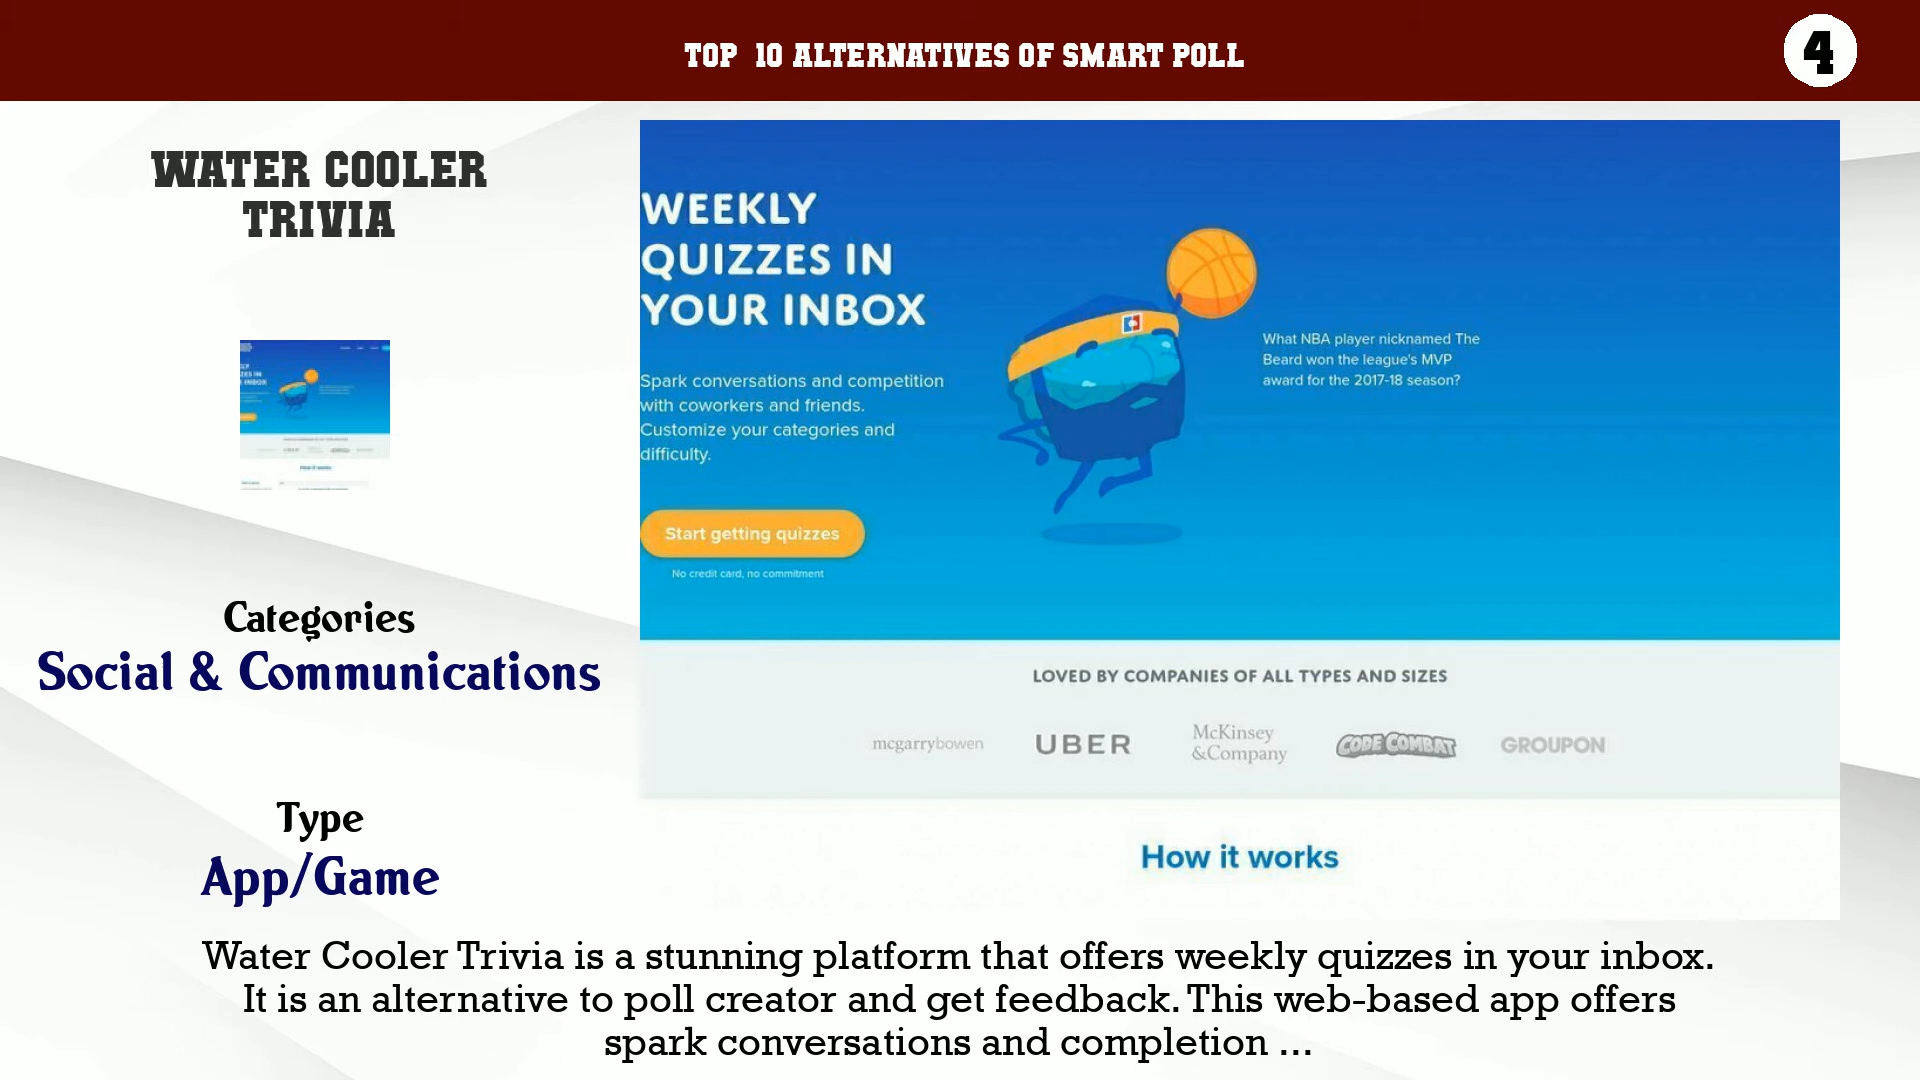 TOP 10 ALTERNATIVES OF SMART POLL
4
WATER COOLER
TRIVIA
WEEKLY
QUIZZES IN
YOUR INBOX
Spark conversations and competition
with coworkers and friends.
Customize your categories and
difficulty.
Start getting quizzes
No credit card, no commitment
What NBA player nicknamed The
Beard won the league's MVP
award for the 2017-18 season?
LOVED BY COMPANIES OF ALL TYPES AND SIZES
mcgarrybowen
UBER
McKinsey
&Company
CODE COMBAT
GROUPON
How it works
Categories
Social & Communications
Type
App/Game
Water Cooler Trivia is a stunning platform that offers weekly quizzes in your inbox.
It is an alternative to poll creator and get feedback. This web-based app offers
spark conversations and completion ...